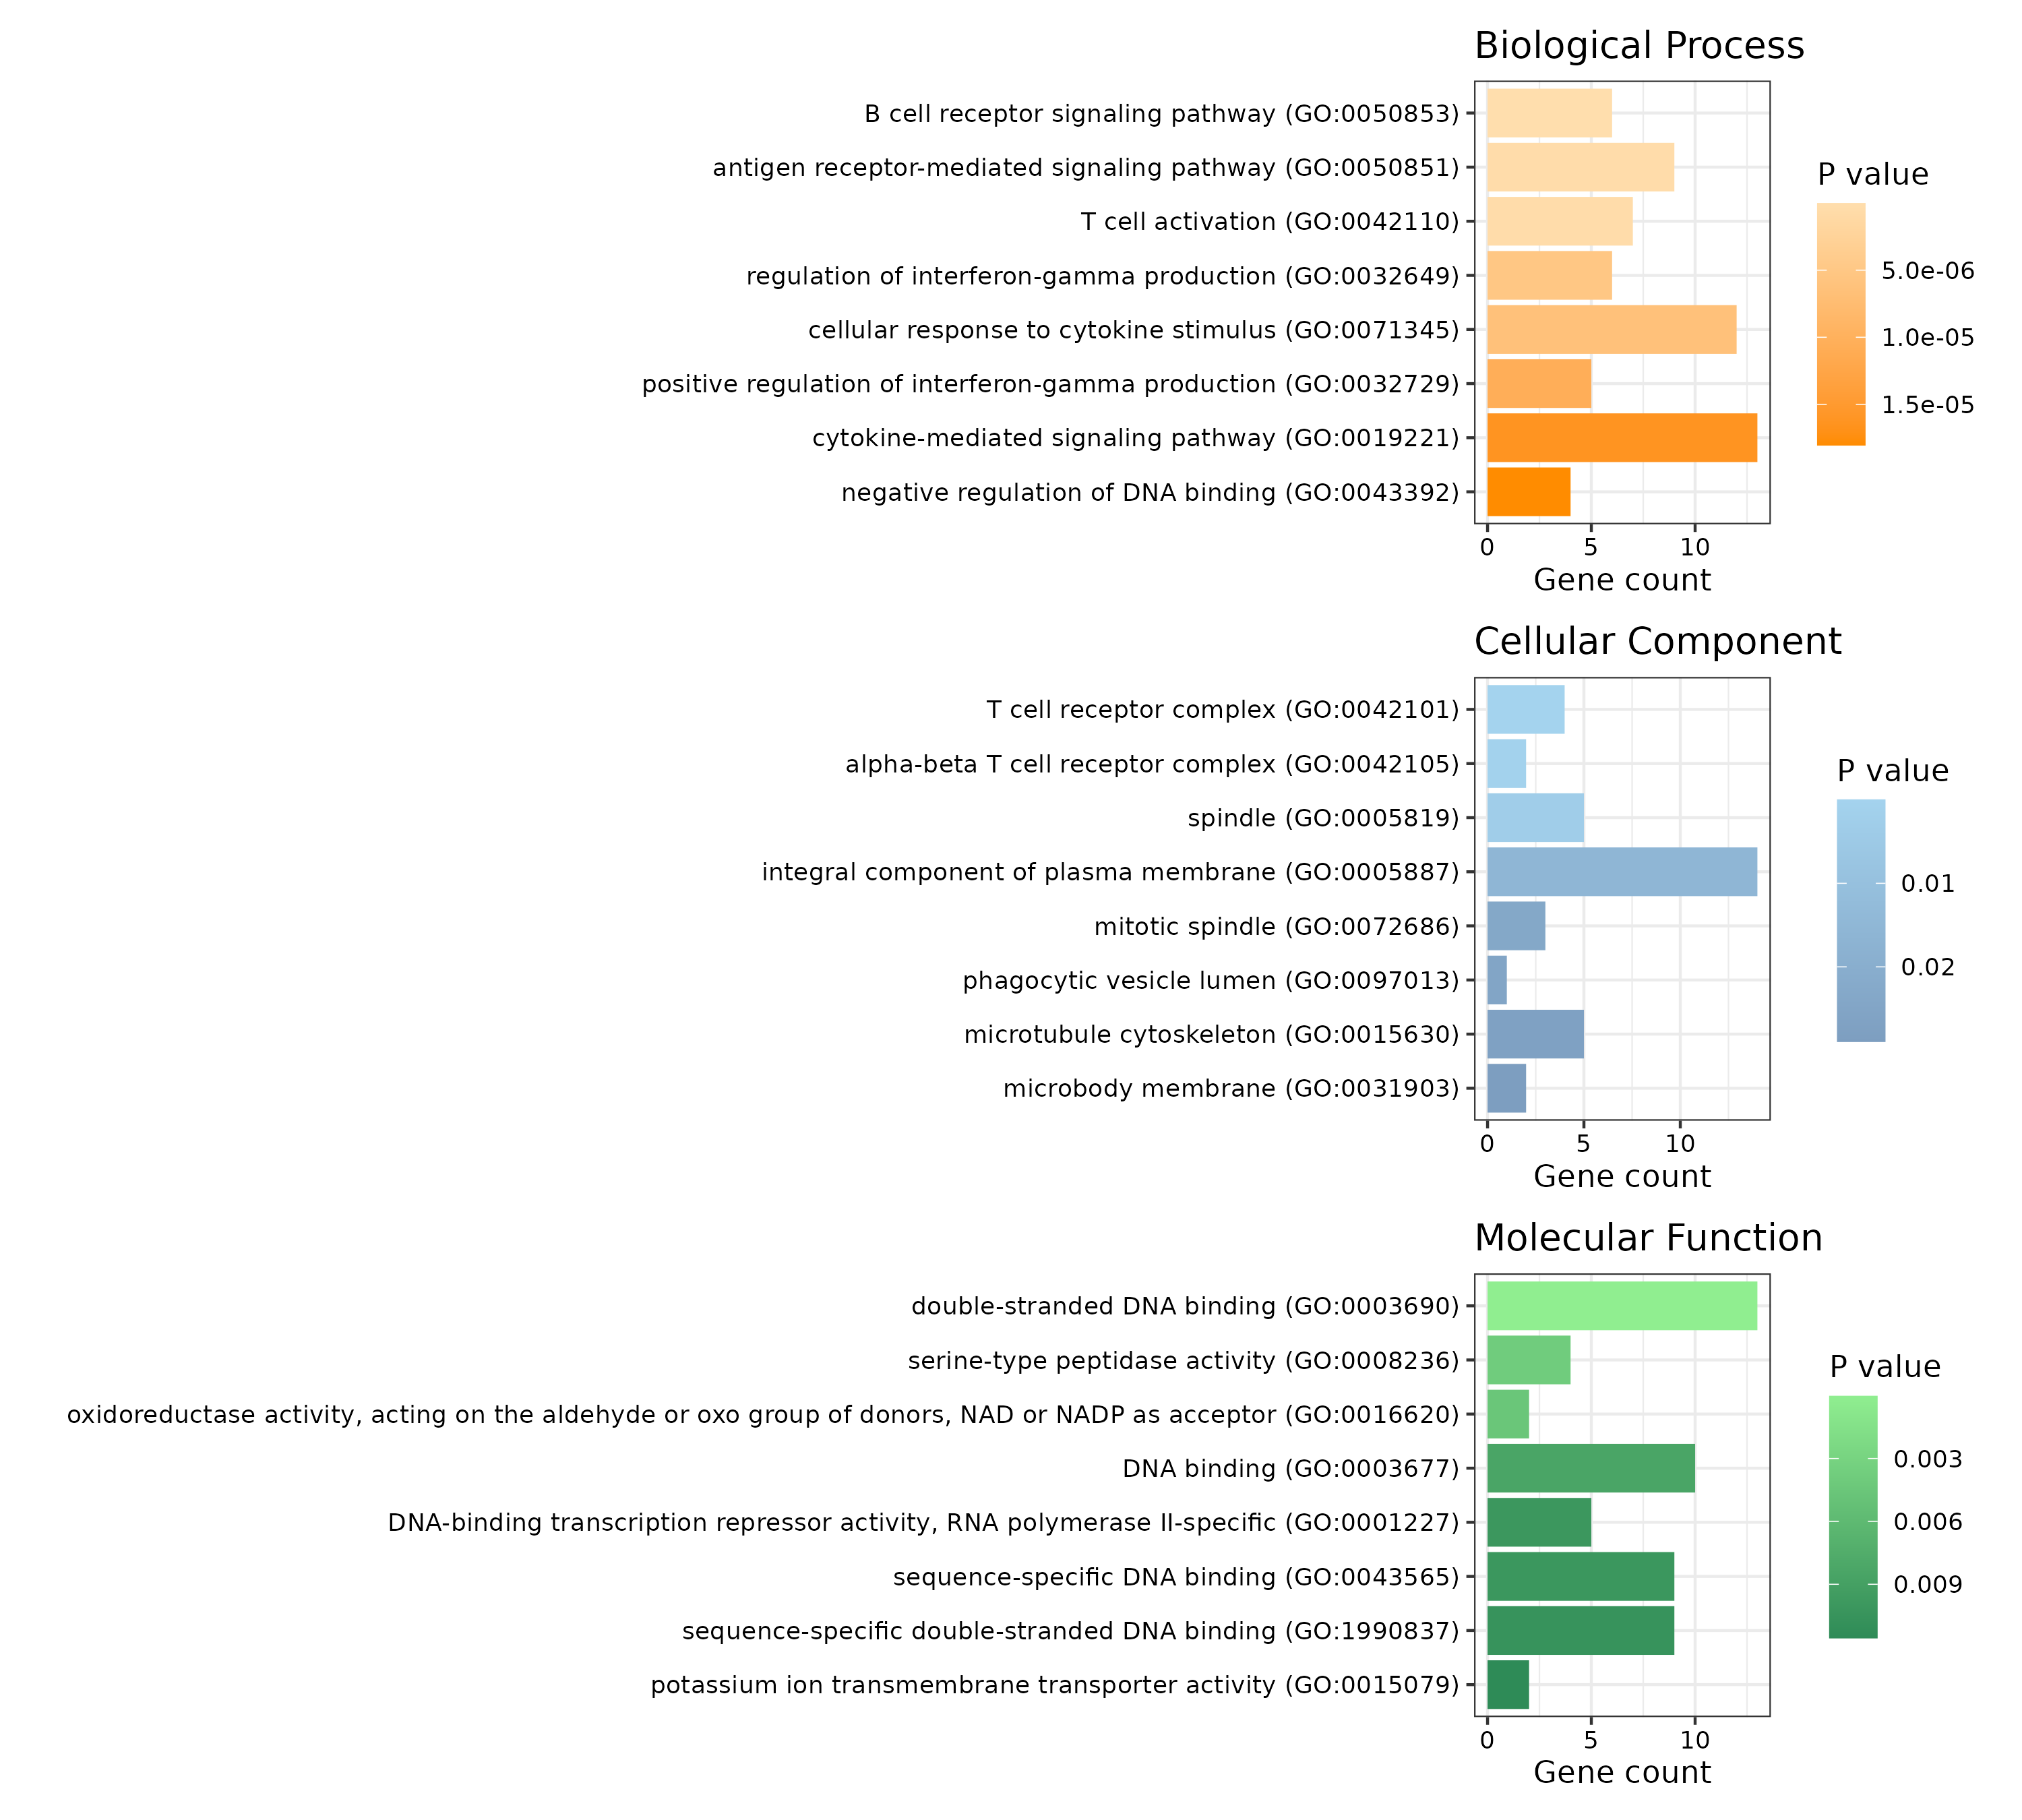 Biological Process
B cell receptor signaling pathway (GO:0050853)
antigen receptor-mediated signaling pathway (GO:0050851)
T cell activation (GO:0042110)
regulation of interferon-gamma production (GO:0032649)
cellular response to cytokine stimulus (GO:0071345)
positive regulation of interferon-gamma production (GO:0032729)
cytokine-mediated signaling pathway (GO:0019221)
negative regulation of DNA binding (GO:0043392)
0 5 10
Gene count
P value
5.0e-06
1.0e-05
1.5e-05
Cellular Component
T cell receptor complex (GO:0042101)
alpha-beta T cell receptor complex (GO:0042105)
spindle (GO:0005819)
integral component of plasma membrane (GO:0005887)
mitotic spindle (GO:0072686)
phagocytic vesicle lumen (GO:0097013)
microtubule cytoskeleton (GO:0015630)
microbody membrane (GO:0031903)
0 5 10
Gene count
P value
0.01
0.02
Molecular Function
double-stranded DNA binding (GO:0003690)
serine-type peptidase activity (GO:0008236)
oxidoreductase activity, acting on the aldehyde or oxo group of donors, NAD or NADP as acceptor (GO:0016620)
DNA binding (GO:0003677)
DNA-binding transcription repressor activity, RNA polymerase II-specific (GO:0001227)
sequence-specific DNA binding (GO:0043565)
sequence-specific double-stranded DNA binding (GO:1990837)
potassium ion transmembrane transporter activity (GO:0015079)
0 5 10
Gene count
P value
0.003
0.006
0.009